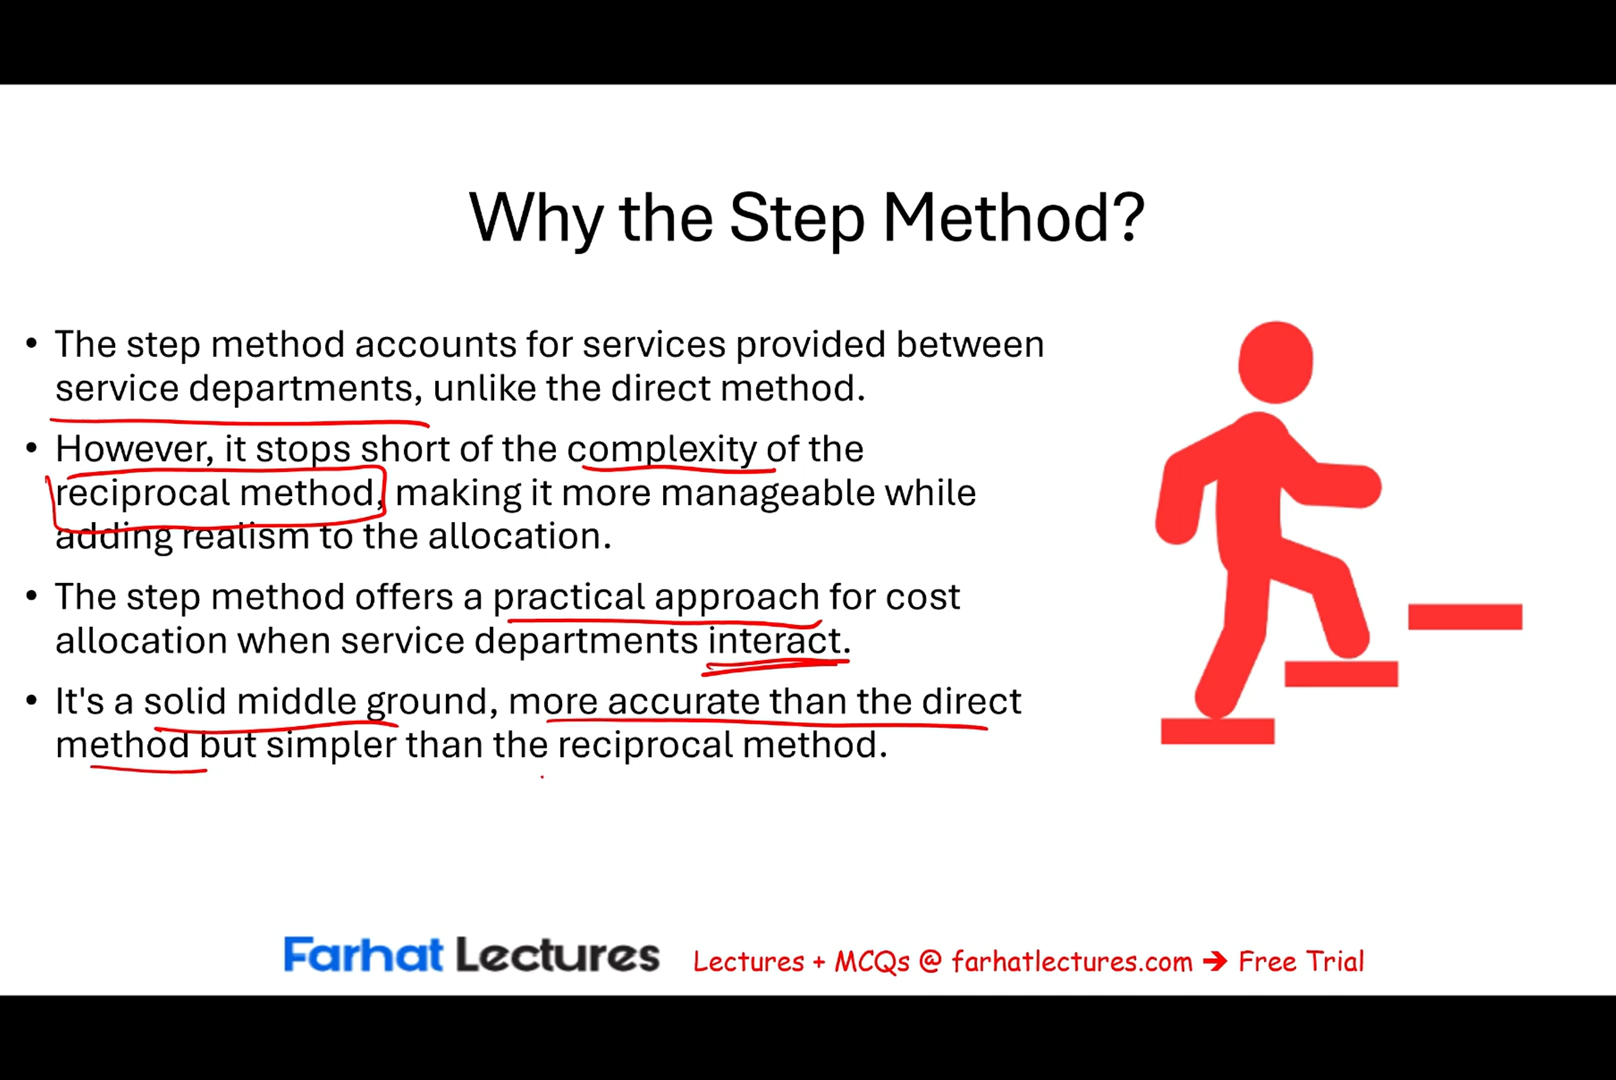 Why the Step Method?
• The step method accounts for services provided between
service departments, unlike the direct method.
• However, it stops short of the complexity of the
reciprocal method, making it more manageable while
adding realism to the allocation.
• The step method offers a practical approach for cost
allocation when service departments interact.
• It's a solid middle ground, more accurate than the direct
method but simpler than the reciprocal method.
Farhat Lectures
Lectures + MCQs @ farhatlectures.com → Free Trial